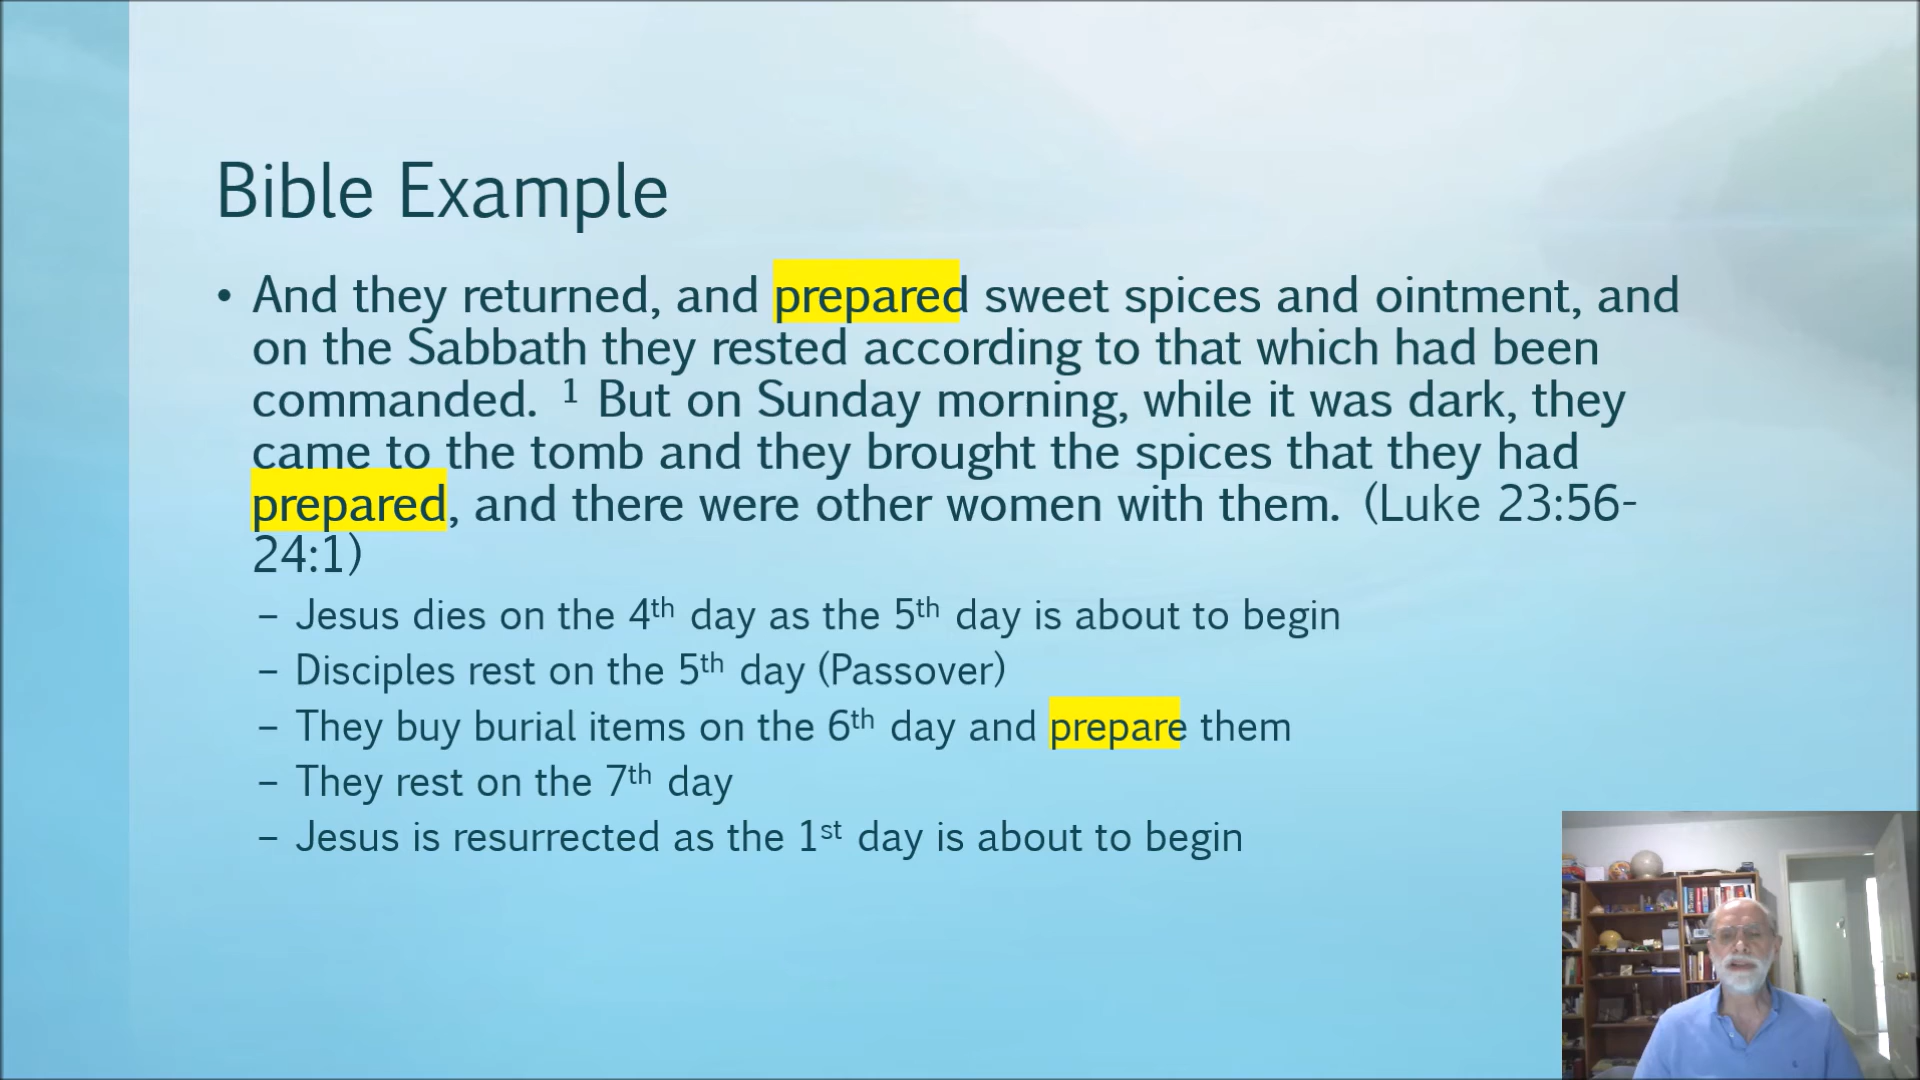 Bible Example
• And they returned, and prepared sweet spices and ointment, and
on the Sabbath they rested according to that which had been
commanded. ¹ But on Sunday morning, while it was dark, they
came to the tomb and they brought the spices that they had
prepared, and there were other women with them. (Luke 23:56-
24:1)
– Jesus dies on the 4th day as the 5th day is about to begin
– Disciples rest on the 5th day (Passover)
– They buy burial items on the 6th day and prepare them
– They rest on the 7th day
– Jesus is resurrected as the 1st day is about to begin